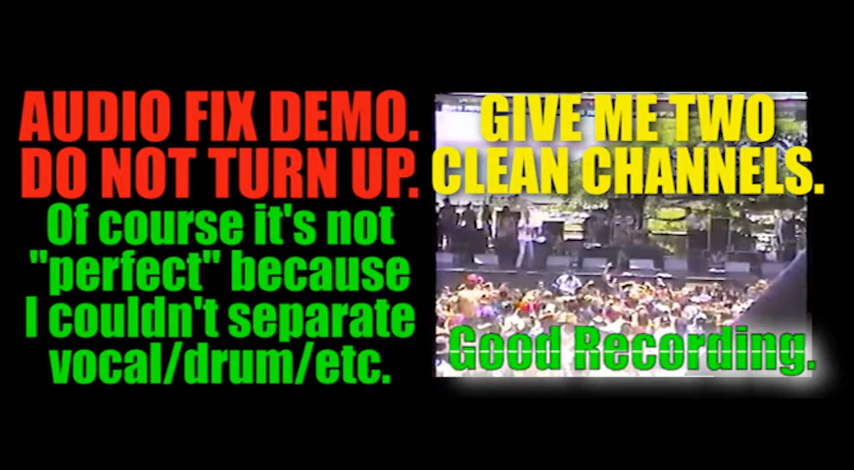 AUDIO FIX DEMO.
DO NOT TURN UP.
Of course it's not
"perfect" because
I couldn't separate
vocal/drum/etc.
GIVE ME TWO
CLEAN CHANNELS.
Good Recording.